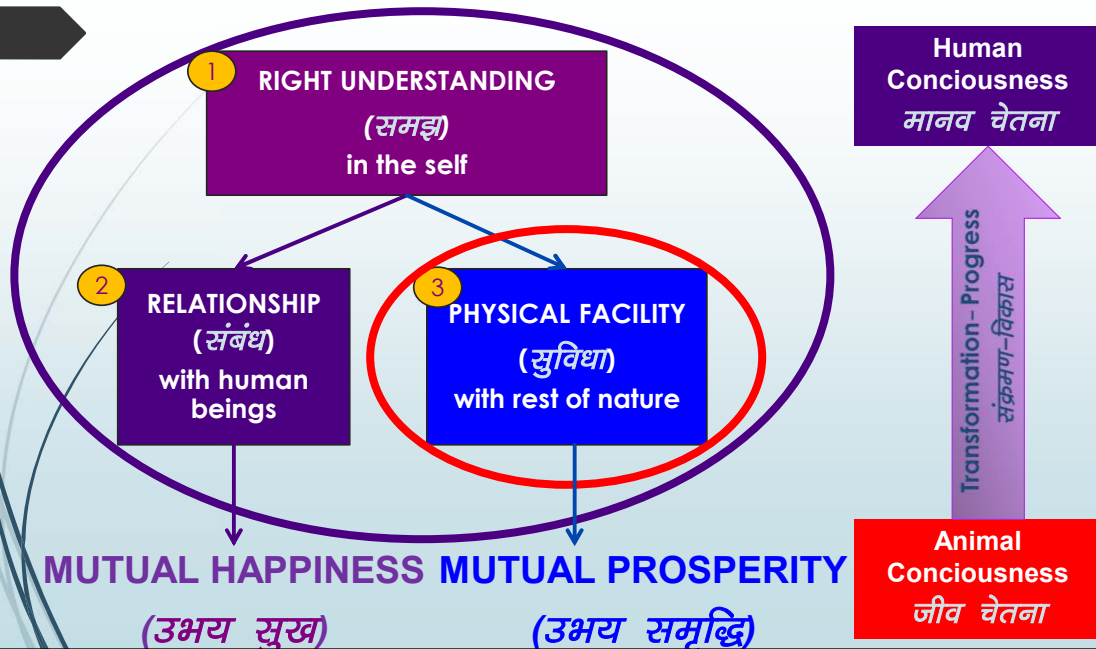 1
RIGHT UNDERSTANDING
(समझ)
in the self
2
RELATIONSHIP
(संबंध)
with human
beings
3
PHYSICAL FACILITY
(सुविधा)
with rest of nature
MUTUAL HAPPINESS
(उभय सुख)
MUTUAL PROSPERITY
(उभय समृद्धि)
Human
Conciousness
मानव चेतना
Transformation- Progress
संक्रमण-विकास
Animal
Conciousness
जीव चेतना